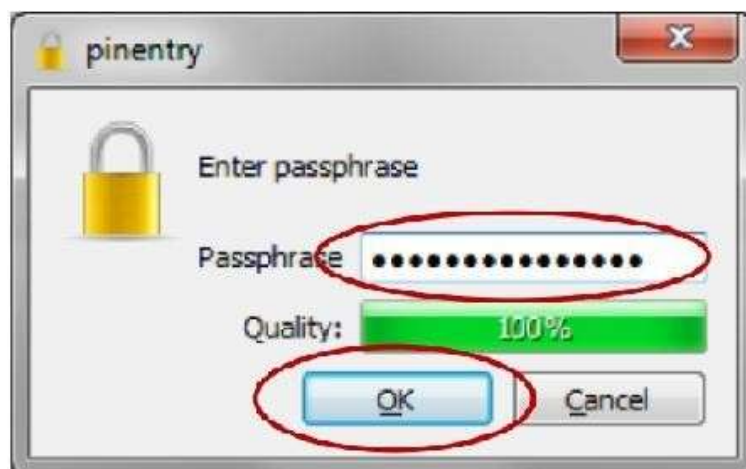 pinentry
Enter passphrase
Passphrase ●●●●●●●●●●●●●●●
Quality: 100%
OK Cancel